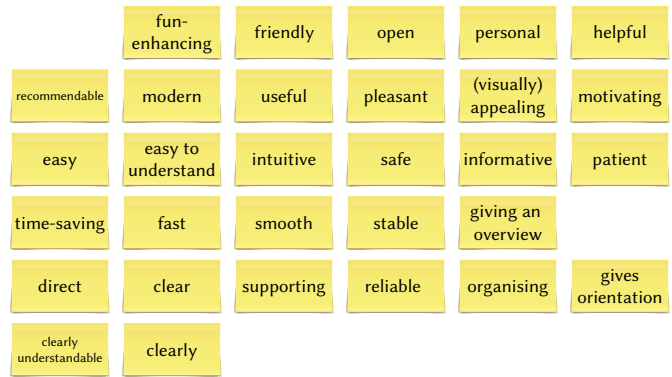 fun-
enhancing
friendly
open
personal
helpful
recommendable
modern
useful
pleasant
(visually)
appealing
motivating
easy
easy to
understand
intuitive
safe
informative
patient
time-saving
fast
smooth
stable
giving an
overview
direct
clear
supporting
reliable
organising
gives
orientation
clearly
understandable
clearly